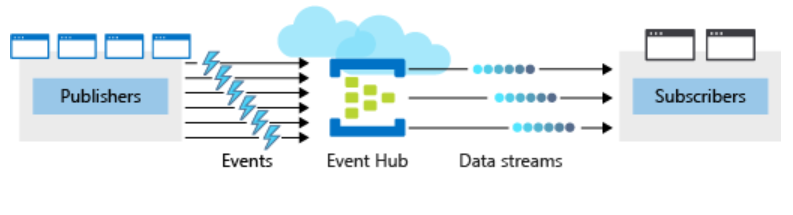 Publishers
Subscribers
Events
Event Hub
Data streams